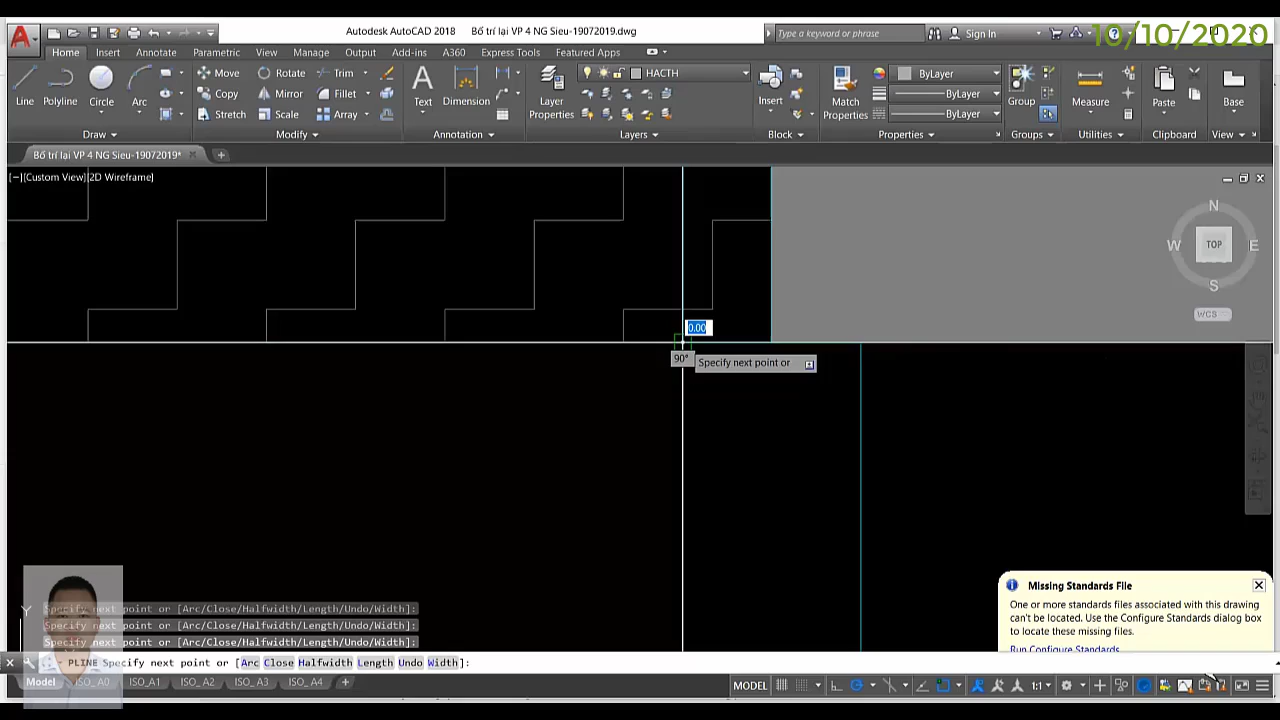 Autodesk AutoCAD 2018 Bố trí lại VP 4 NG Sieu-19072019.dwg
Type a keyword or phrase
Sign In
10/10/2020
Home Insert Annotate Parametric View Manage Output Add-ins A360 Express Tools Featured Apps
Move Rotate Trim HACTH ByLayer
Line Polyline Circle Arc Copy Mirror Fillet Text Dimension Layer Properties Insert Match Properties ByLayer Group Measure Paste Base
Stretch Scale Array ByLayer
Draw Modify Annotation Layers Block Properties Groups Utilities Clipboard View
Bố trí lại VP 4 NG Sieu-19072019*
[−][Custom View][2D Wireframe]
N
W TOP E
S
WCS
0.00
90° Specify next point or
Missing Standards File
One or more standards files associated with this drawing
can't be located. Use the Configure Standards dialog box
to locate these missing files.
Run Configure Standards
Y
Specify next point or [Arc/Close/Halfwidth/Length/Undo/Width]:
Specify next point or [Arc/Close/Halfwidth/Length/Undo/Width]:
Specify next point or [Arc/Close/Halfwidth/Length/Undo/Width]:
PLINE Specify next point or [Arc Close Halfwidth Length Undo Width]:
Model ISO_A0 ISO_A1 ISO_A2 ISO_A3 ISO_A4
MODEL 1:1